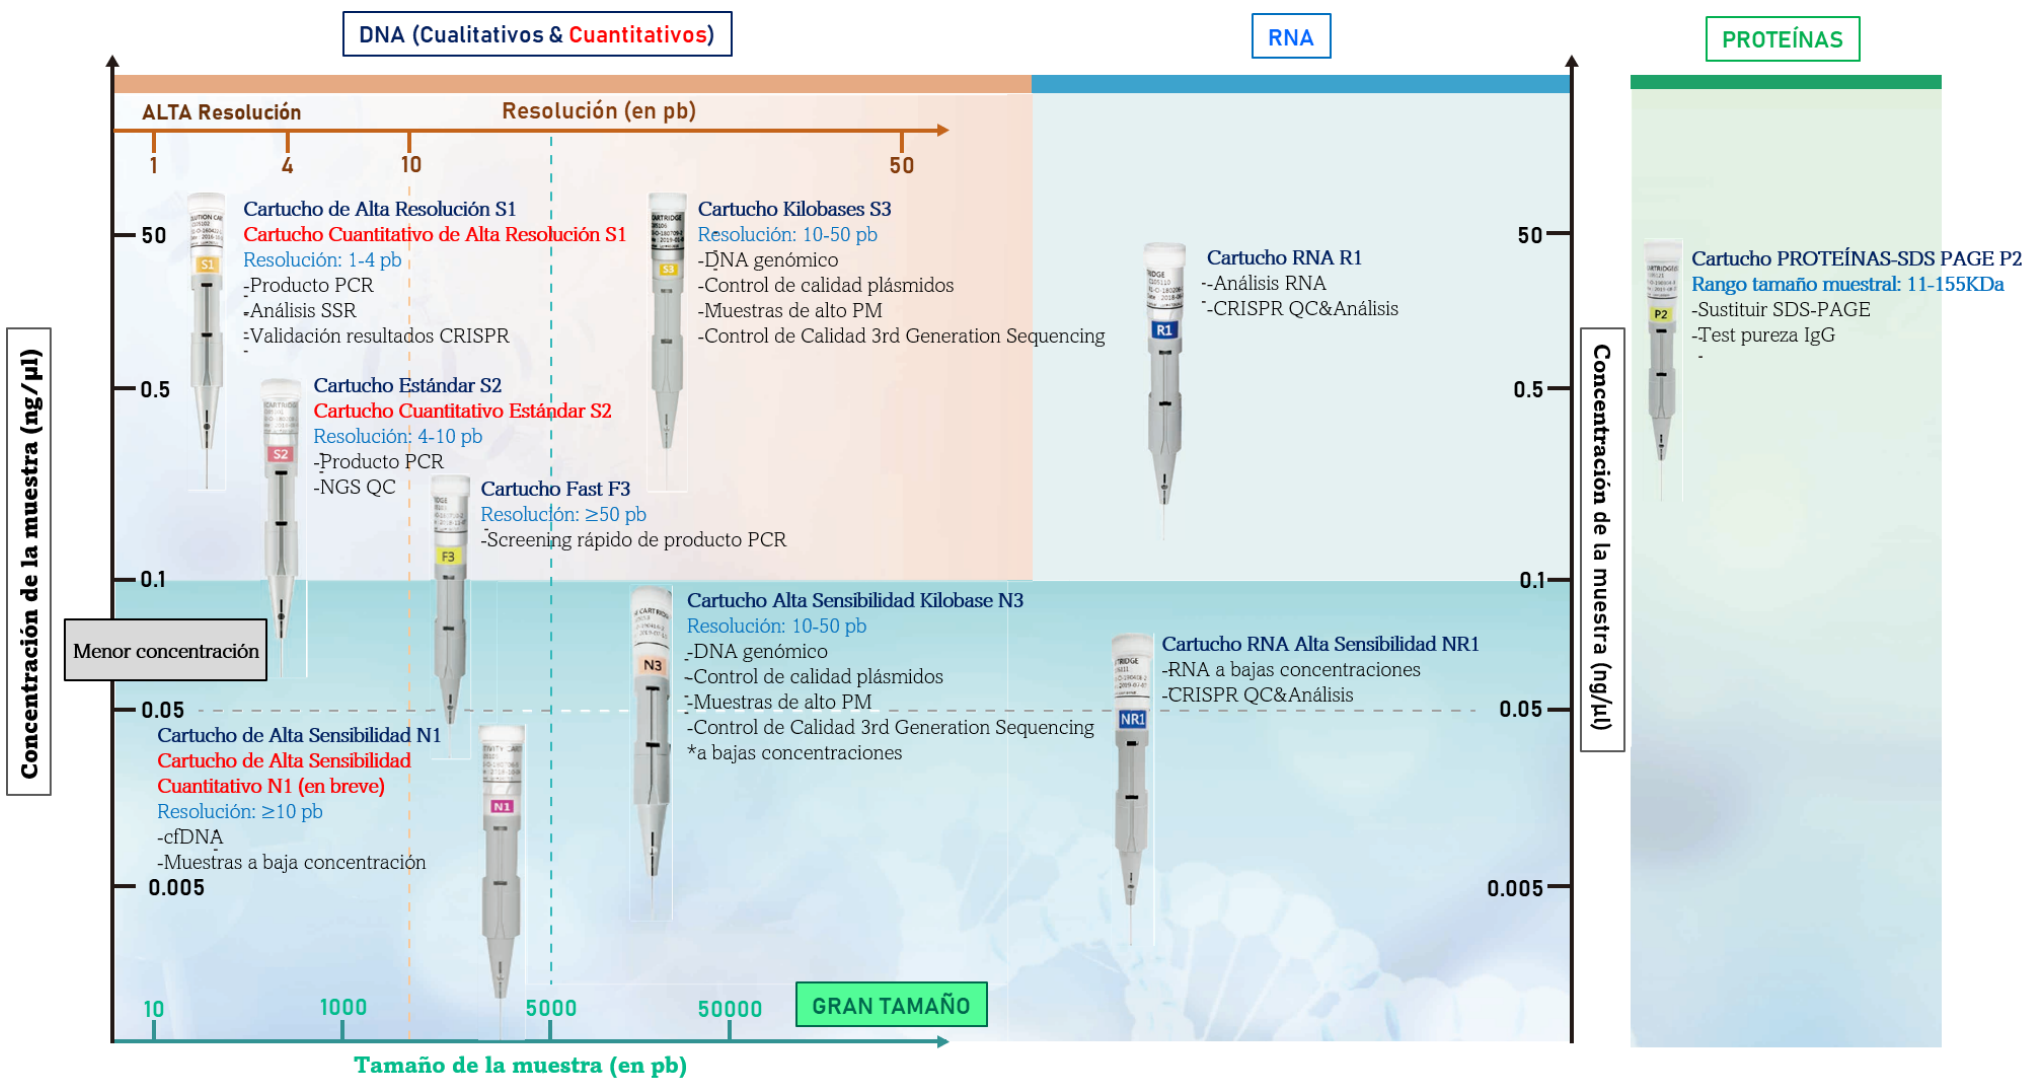 DNA (Cualitativos & Cuantitativos)
RNA
PROTEÍNAS
ALTA Resolución
Resolución (en pb)
1
4
10
50
Concentración de la muestra (ng/µl)
50
0.5
0.1
0.05
0.005
Menor concentración
S1
Cartucho de Alta Resolución S1
Cartucho Cuantitativo de Alta Resolución S1
Resolución: 1-4 pb
-Producto PCR
-Análisis SSR
-Validación resultados CRISPR
S2
Cartucho Estándar S2
Cartucho Cuantitativo Estándar S2
Resolución: 4-10 pb
-Producto PCR
-NGS QC
F3
Cartucho Fast F3
Resolución: ≥50 pb
-Screening rápido de producto PCR
CARTRIDGE
S3
Cartucho Kilobases S3
Resolución: 10-50 pb
-DNA genómico
-Control de calidad plásmidos
-Muestras de alto PM
-Control de Calidad 3rd Generation Sequencing
R1
Cartucho RNA R1
-Análisis RNA
-CRISPR QC&Análisis
N1
Cartucho de Alta Sensibilidad N1
Cartucho de Alta Sensibilidad
Cuantitativo N1 (en breve)
Resolución: ≥10 pb
-cfDNA
-Muestras a baja concentración
N3
Cartucho Alta Sensibilidad Kilobase N3
Resolución: 10-50 pb
-DNA genómico
-Control de calidad plásmidos
-Muestras de alto PM
-Control de Calidad 3rd Generation Sequencing
*a bajas concentraciones
NR1
Cartucho RNA Alta Sensibilidad NR1
-RNA a bajas concentraciones
-CRISPR QC&Análisis
50
0.5
0.1
0.05
0.005
Concentración de la muestra (ng/µl)
P2
Cartucho PROTEÍNAS-SDS PAGE P2
Rango tamaño muestral: 11-155KDa
-Sustituir SDS-PAGE
-Test pureza IgG
10
1000
5000
50000
GRAN TAMAÑO
Tamaño de la muestra (en pb)